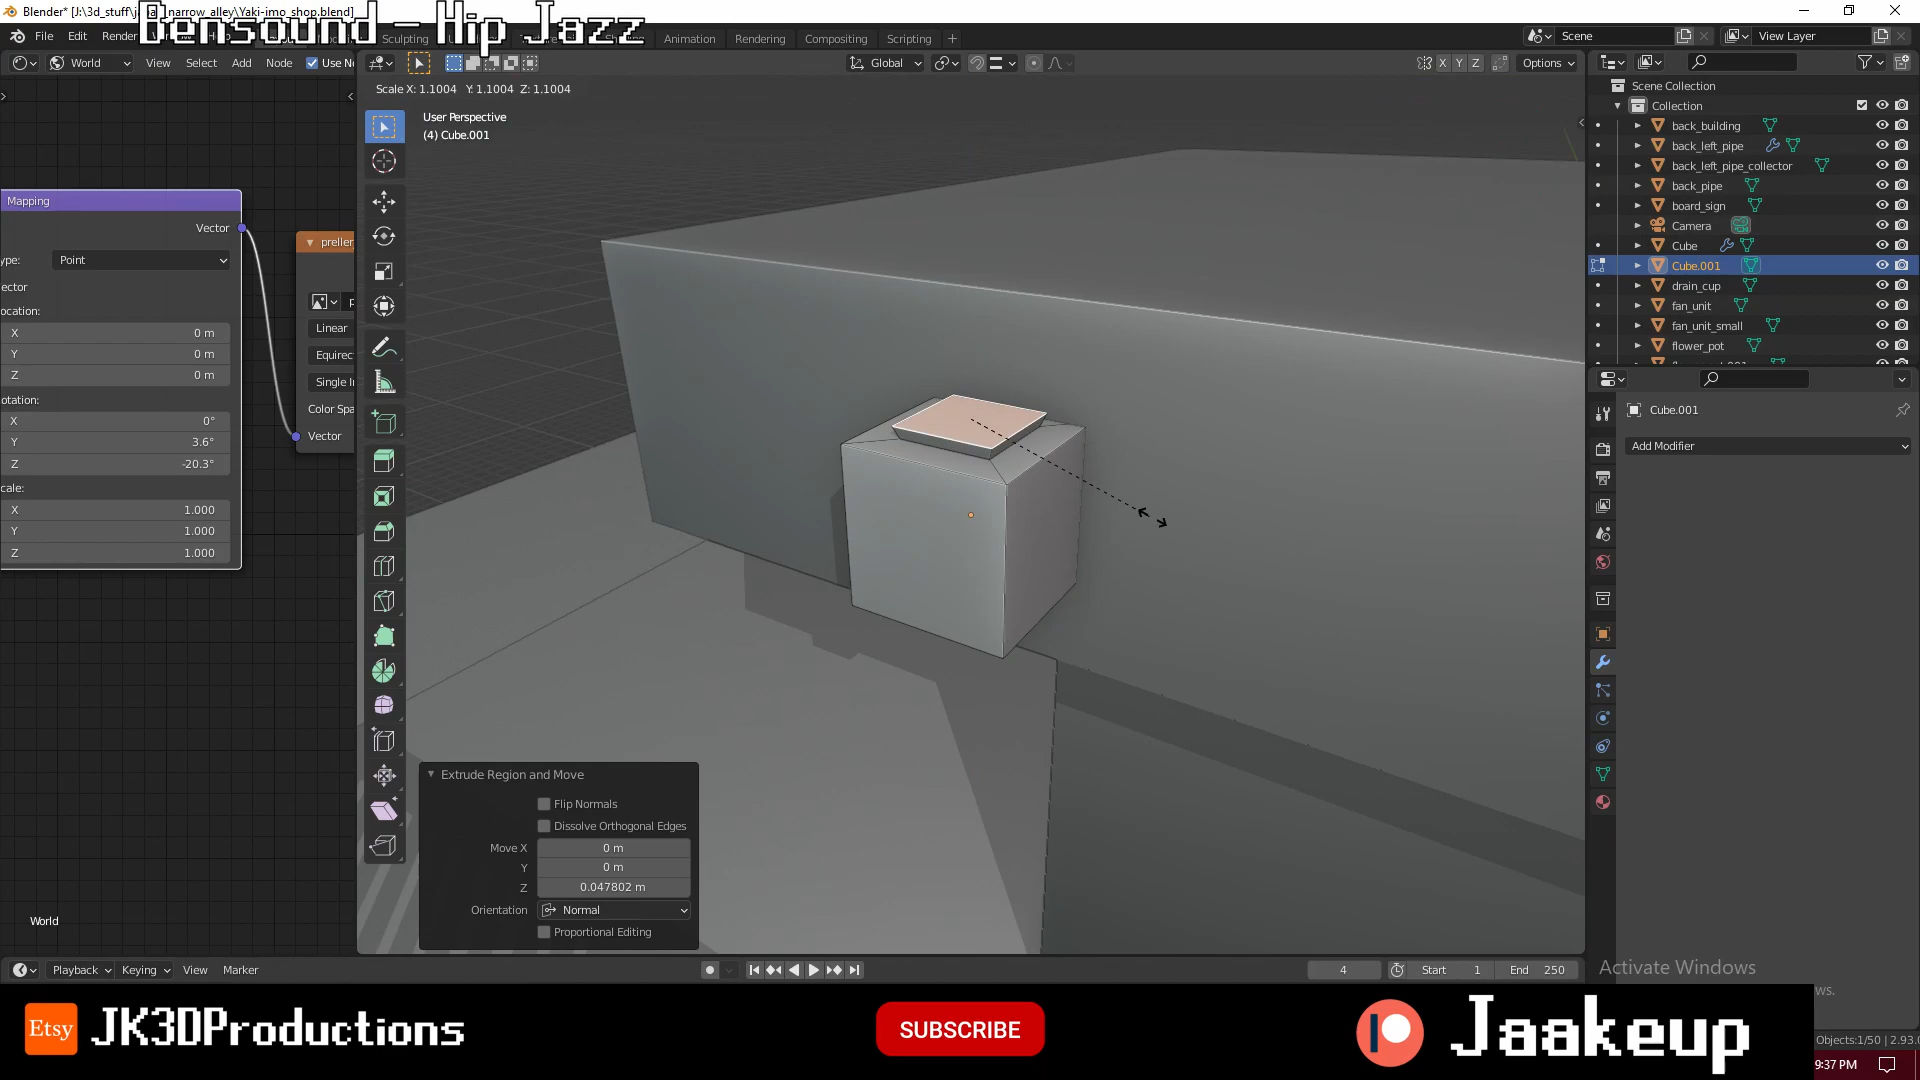 Blender* [J:\3d_stuff\ja narrow_alley\Yaki-imo_shop.blend]
Bensound - Hip Jazz
File Edit Render Sculpting Animation Rendering Compositing Scripting
Scene View Layer
World View Select Add Node Use No
Global X Y Z Options
Scale X: 1.1004 Y: 1.1004 Z: 1.1004
User Perspective
(4) Cube.001
Mapping
Vector
ype: Point
ector
ocation:
X 0 m
Y 0 m
Z 0 m
otation:
X 0°
Y 3.6°
Z -20.3°
cale:
X 1.000
Y 1.000
Z 1.000
preller
Linear
Equirec
Single I
Color Spa
Vector
World
Extrude Region and Move
Flip Normals
Dissolve Orthogonal Edges
Move X 0 m
Y 0 m
Z 0.047802 m
Orientation Normal
Proportional Editing
Scene Collection
Collection
back_building
back_left_pipe
back_left_pipe_collector
back_pipe
board_sign
Camera
Cube
Cube.001
drain_cup
fan_unit
fan_unit_small
flower_pot
Cube.001
Add Modifier
Activate Windows
ws.
Playback Keying View Marker
4 Start 1 End 250
Objects:1/50 | 2.93.0
9:37 PM
Etsy JK3DProductions
SUBSCRIBE
Jaakeup